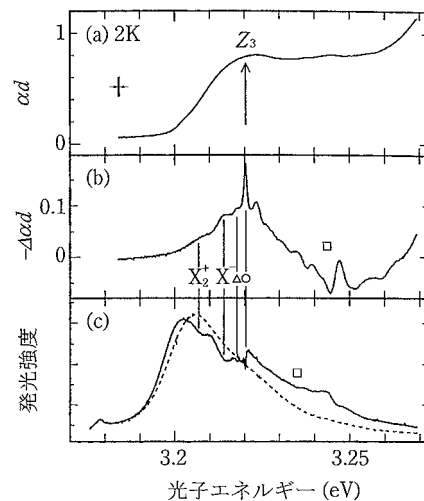 (a) 2K
Z₃
αd
1
0
(b)
-Δαd
0.1
0
□
X₂⁺ X⁻ △○
(c)
発光強度
□
3.2 3.25
光子エネルギー (eV)